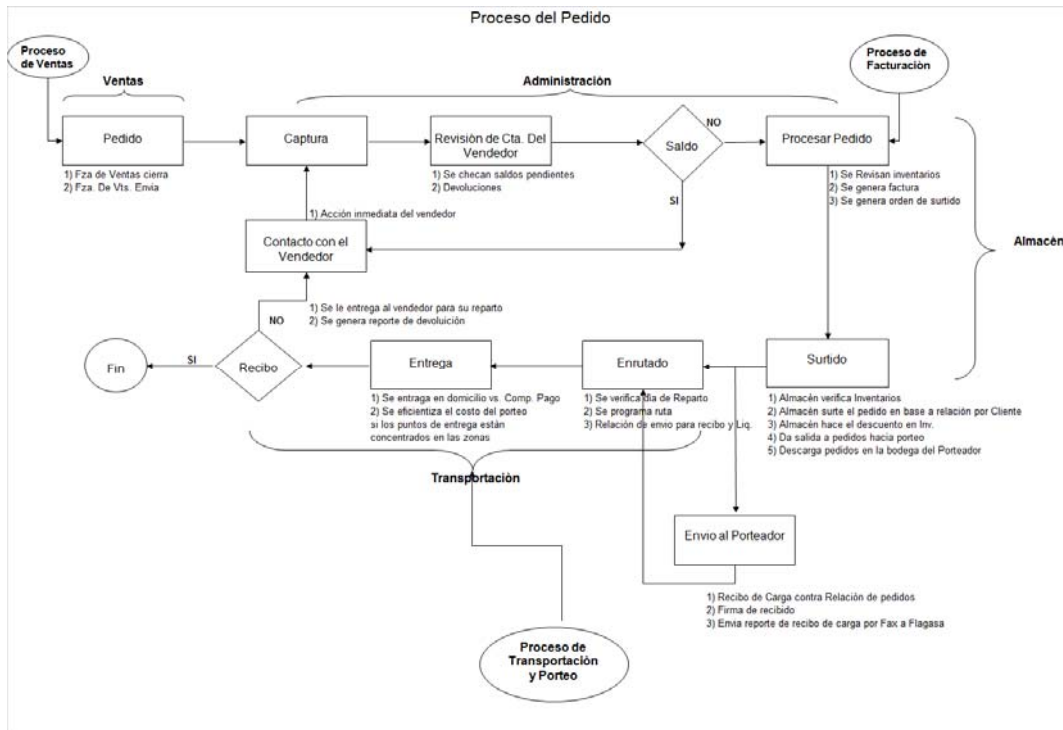 Proceso del Pedido
Proceso
de Ventas
Proceso de
Facturaciòn
Ventas
Administraciòn
Pedido
Captura
Revisión de Cta. Del
Vendedor
Saldo
NO
Procesar Pedido
1) Fza de Ventas cierra
2) Fza. De Vts. Envia
1) Se checan saldos pendientes
2) Devoluciones
SI
1) Se Revisan inventarios
2) Se genera factura
3) Se genera orden de surtido
1) Acción inmediata del vendedor
Contacto con el
Vendedor
Almacèn
1) Se le entrega al vendedor para su reparto
2) Se genera reporte de devoluición
NO
Fin
SI
Recibo
Entrega
Enrutado
Surtido
1) Se entraga en domicilio vs. Comp. Pago
2) Se eficientiza el costo del porteo
si los puntos de entrega están
concentrados en las zonas
1) Se verifica día de Reparto
2) Se programa ruta
3) Relación de envio para recibo y Liq.
1) Almacén verifica Inventarios
2) Almacén surte el pedido en base a relación por Cliente
3) Almacén hace el descuento en Inv.
4) Da salida a pedidos hacia porteo
5) Descarga pedidos en la bodega del Porteador
Transportaciòn
Envio al Porteador
1) Recibo de Carga contra Relación de pedidos
2) Firma de recibido
3) Envia reporte de recibo de carga por Fax a Flagasa
Proceso de
Transportaciòn
y Porteo